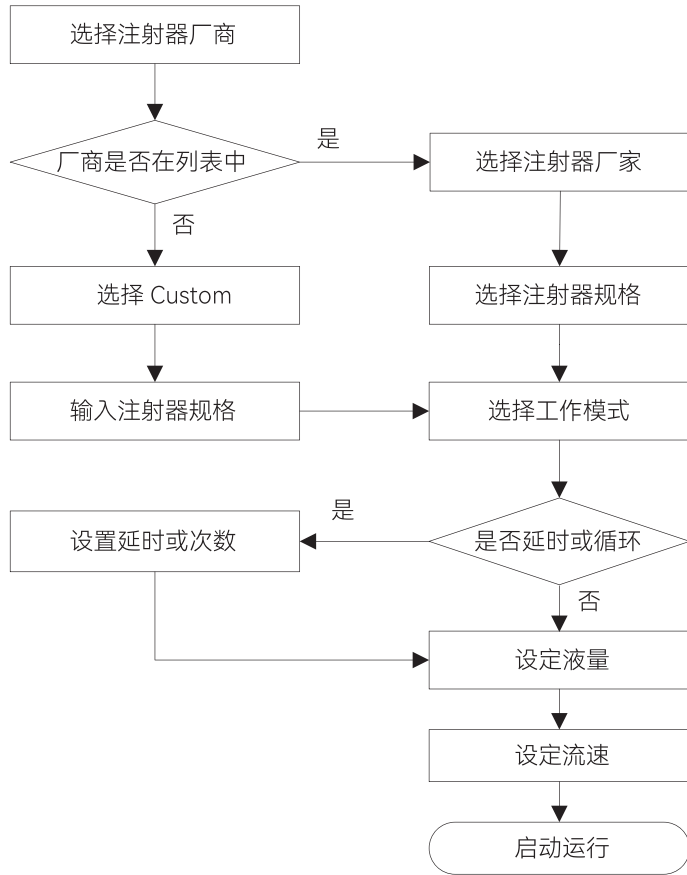 选择注射器厂商
厂商是否在列表中
是
选择注射器厂家
否
选择 Custom
选择注射器规格
输入注射器规格
选择工作模式
是
设置延时或次数
是否延时或循环
否
设定液量
设定流速
启动运行